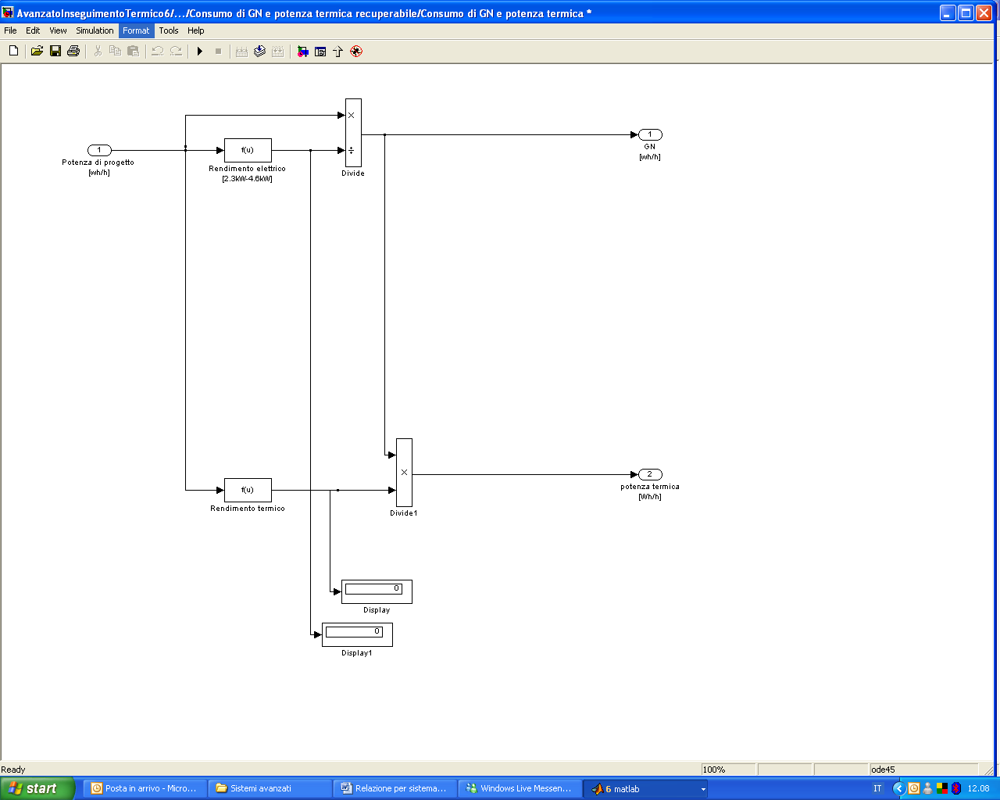 AvanzatoInseguimentoTermico6/.../Consumo di GN e potenza termica recuperabile/Consumo di GN e potenza termica *
File Edit View Simulation Format Tools Help
×
1
Potenza di progetto
[wh/h]
f(u)
Rendimento elettrico
[2.3kW-4.6kW]
÷
Divide
1
GN
[wh/h]
×
f(u)
Rendimento termico
Divide1
2
potenza termica
[Wh/h]
0
Display
0
Display1
Ready 100% ode45
start Posta in arrivo - Micro... Sistemi avanzati Relazione per sistema... Windows Live Messen... 6 matlab IT 12.08